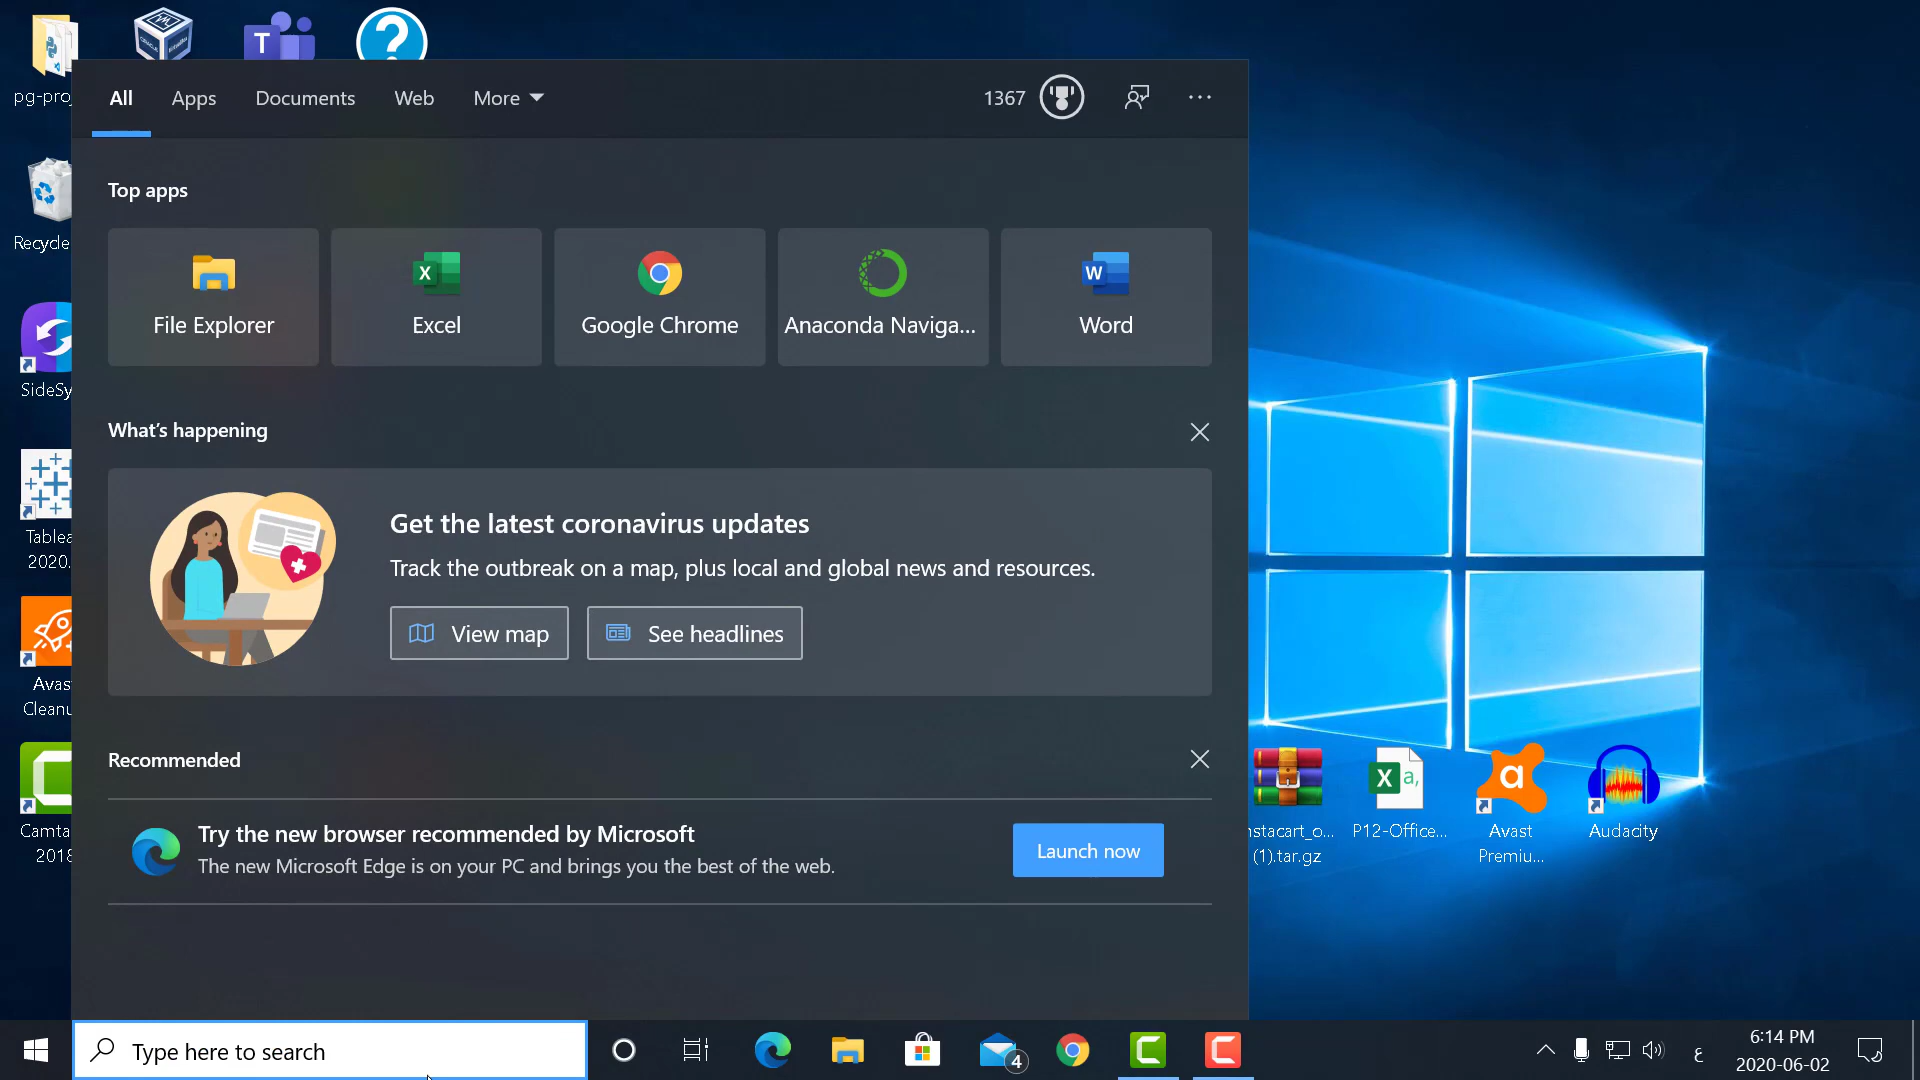 pg-proj
Recycle
SideSy
Tablea
2020.
Avas
Cleanu
Camta
2018
T
?
All Apps Documents Web More
1367
Top apps
File Explorer
Excel
Google Chrome
Anaconda Naviga...
Word
What's happening
Get the latest coronavirus updates
Track the outbreak on a map, plus local and global news and resources.
View map
See headlines
Recommended
Try the new browser recommended by Microsoft
The new Microsoft Edge is on your PC and brings you the best of the web.
Launch now
nstacart_o...
(1).tar.gz
P12-Office...
Avast
Premiu...
Audacity
Type here to search
4
ع
6:14 PM
2020-06-02